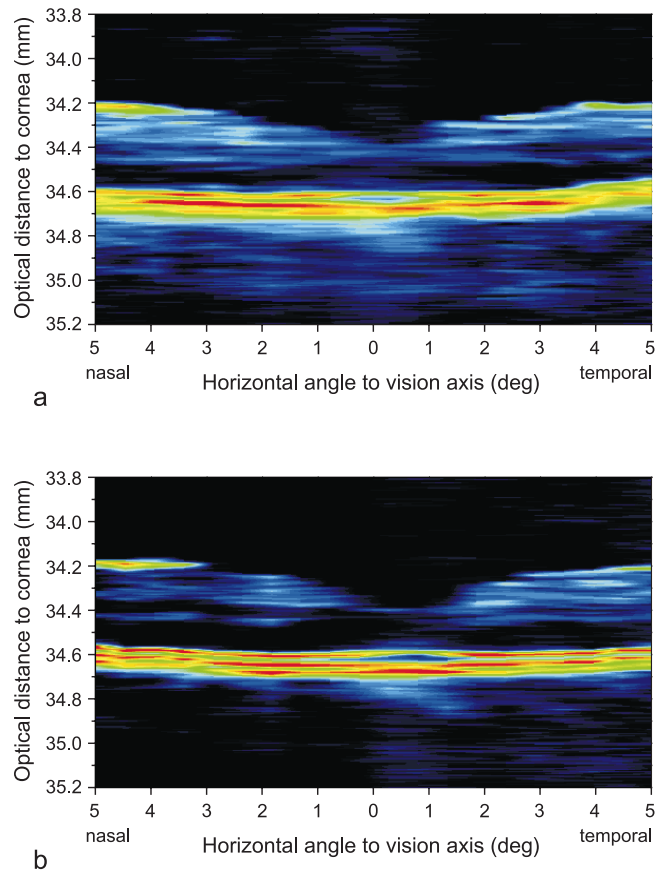 33.8
34.0
34.2
34.4
34.6
34.8
35.0
35.2
Optical distance to cornea (mm)
5 4 3 2 1 0 1 2 3 4 5
nasal Horizontal angle to vision axis (deg) temporal
a
33.8
34.0
34.2
34.4
34.6
34.8
35.0
35.2
Optical distance to cornea (mm)
5 4 3 2 1 0 1 2 3 4 5
nasal Horizontal angle to vision axis (deg) temporal
b